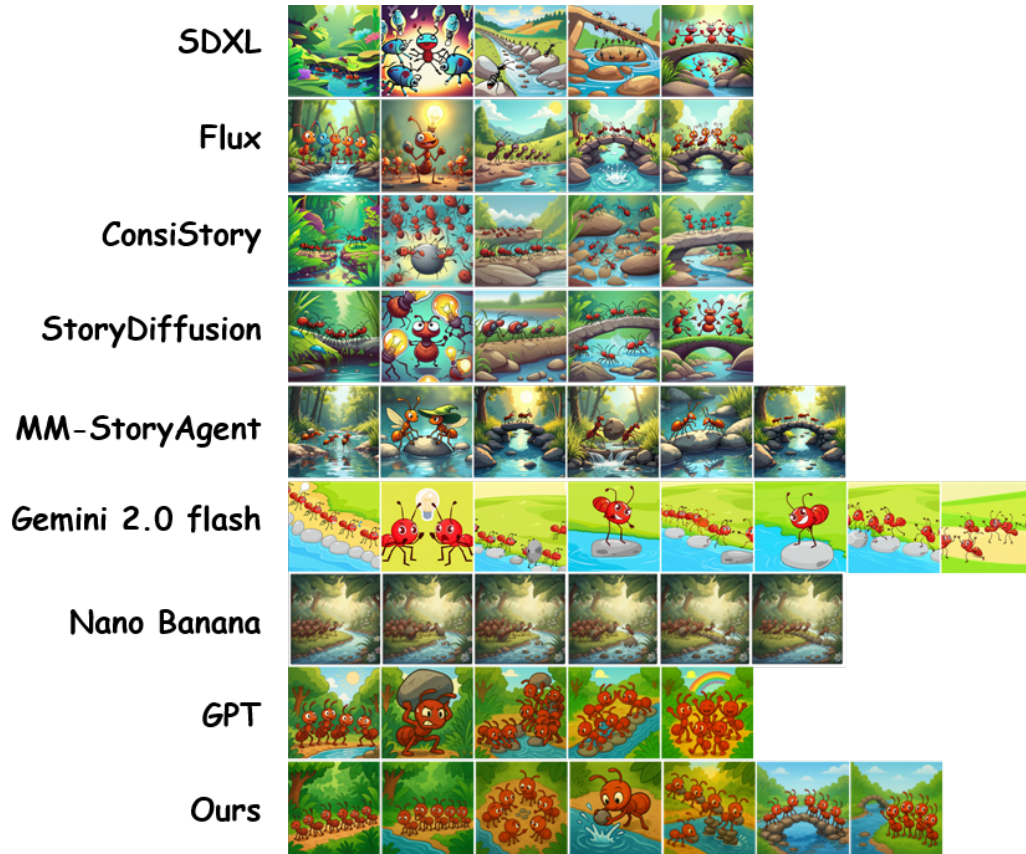 SDXL
Flux
ConsiStory
StoryDiffusion
MM-StoryAgent
Gemini 2.0 flash
Nano Banana
GPT
Ours